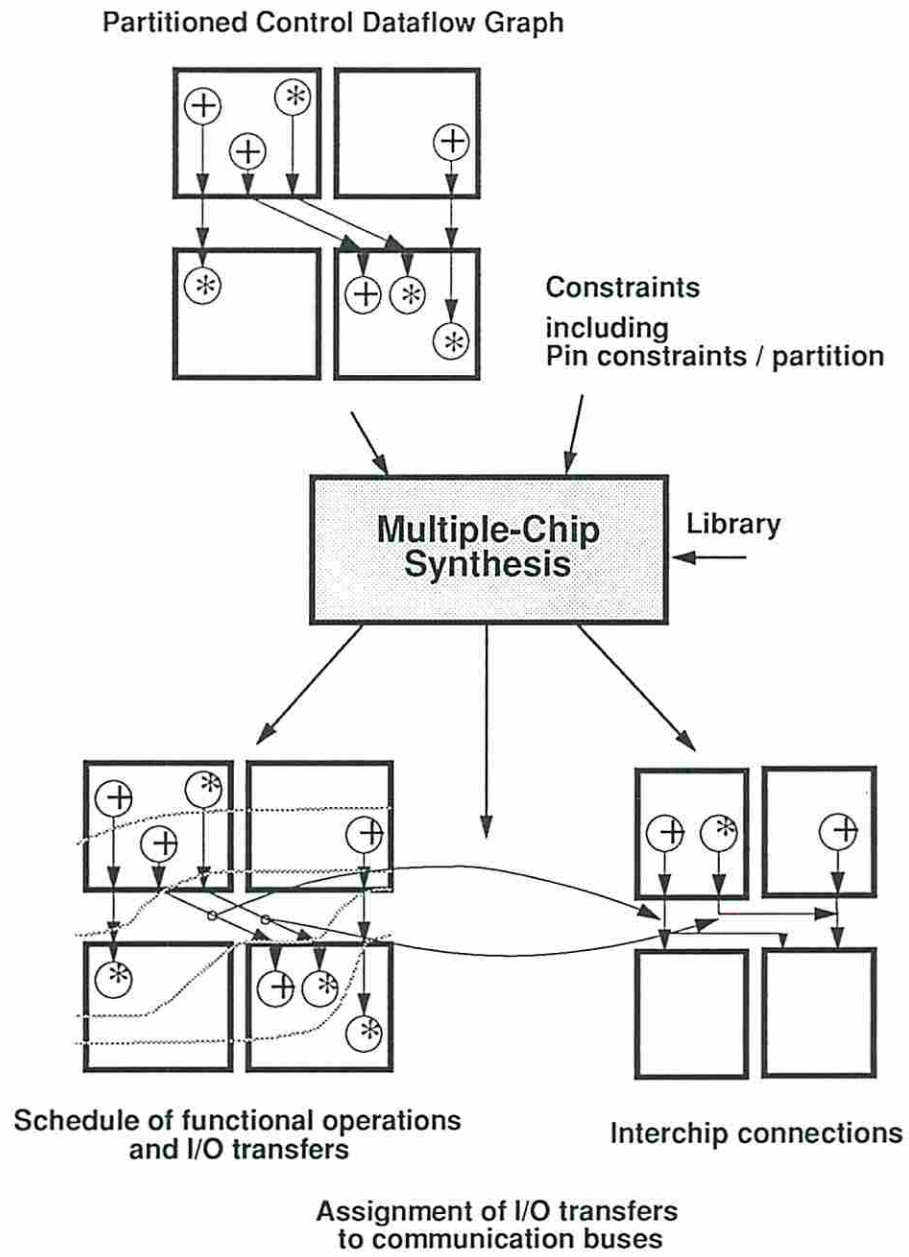 Partitioned Control Dataflow Graph
+ *
+ +
* + *
*
Constraints
including
Pin constraints / partition
Multiple-Chip
Synthesis
Library
+ *
+ +
* + *
*
+ * +
Schedule of functional operations
and I/O transfers
Interchip connections
Assignment of I/O transfers
to communication buses